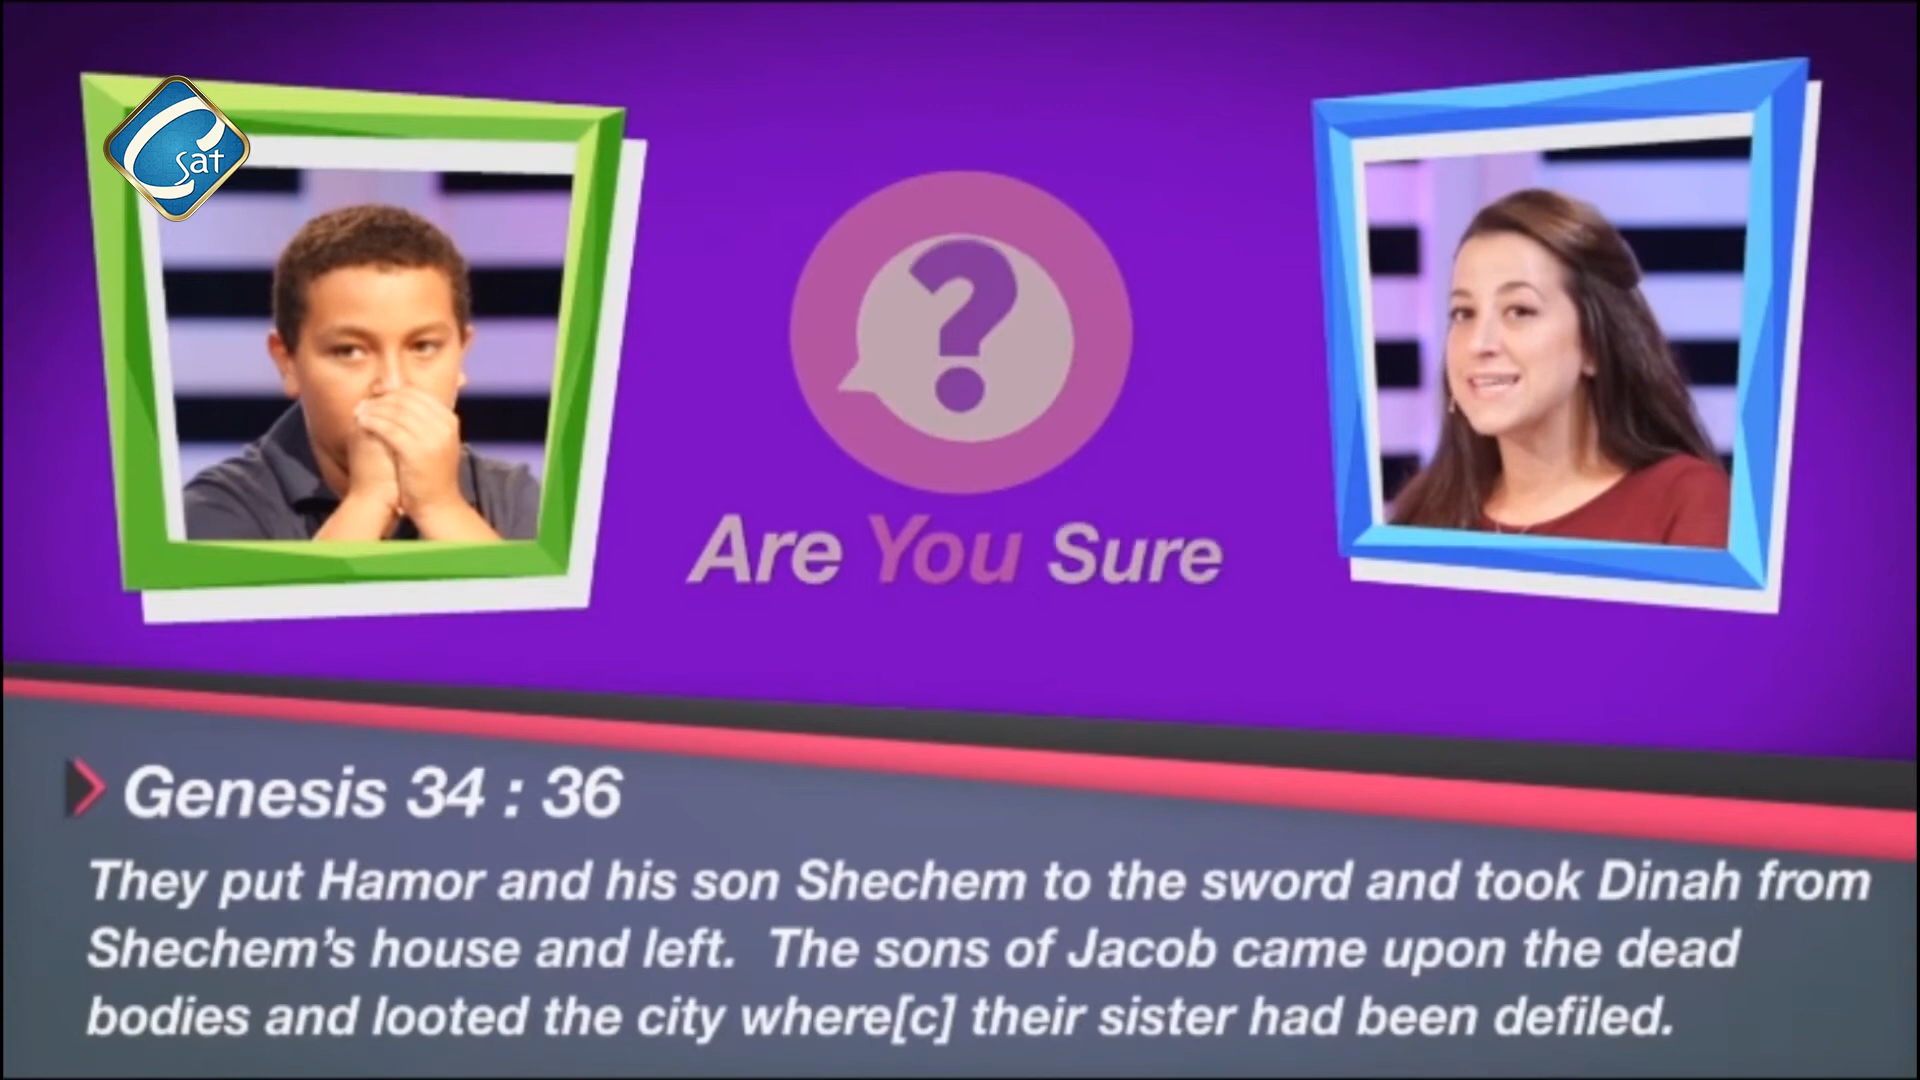 C sat
Are You Sure
Genesis 34 : 36
They put Hamor and his son Shechem to the sword and took Dinah from
Shechem’s house and left.  The sons of Jacob came upon the dead
bodies and looted the city where[c] their sister had been defiled.